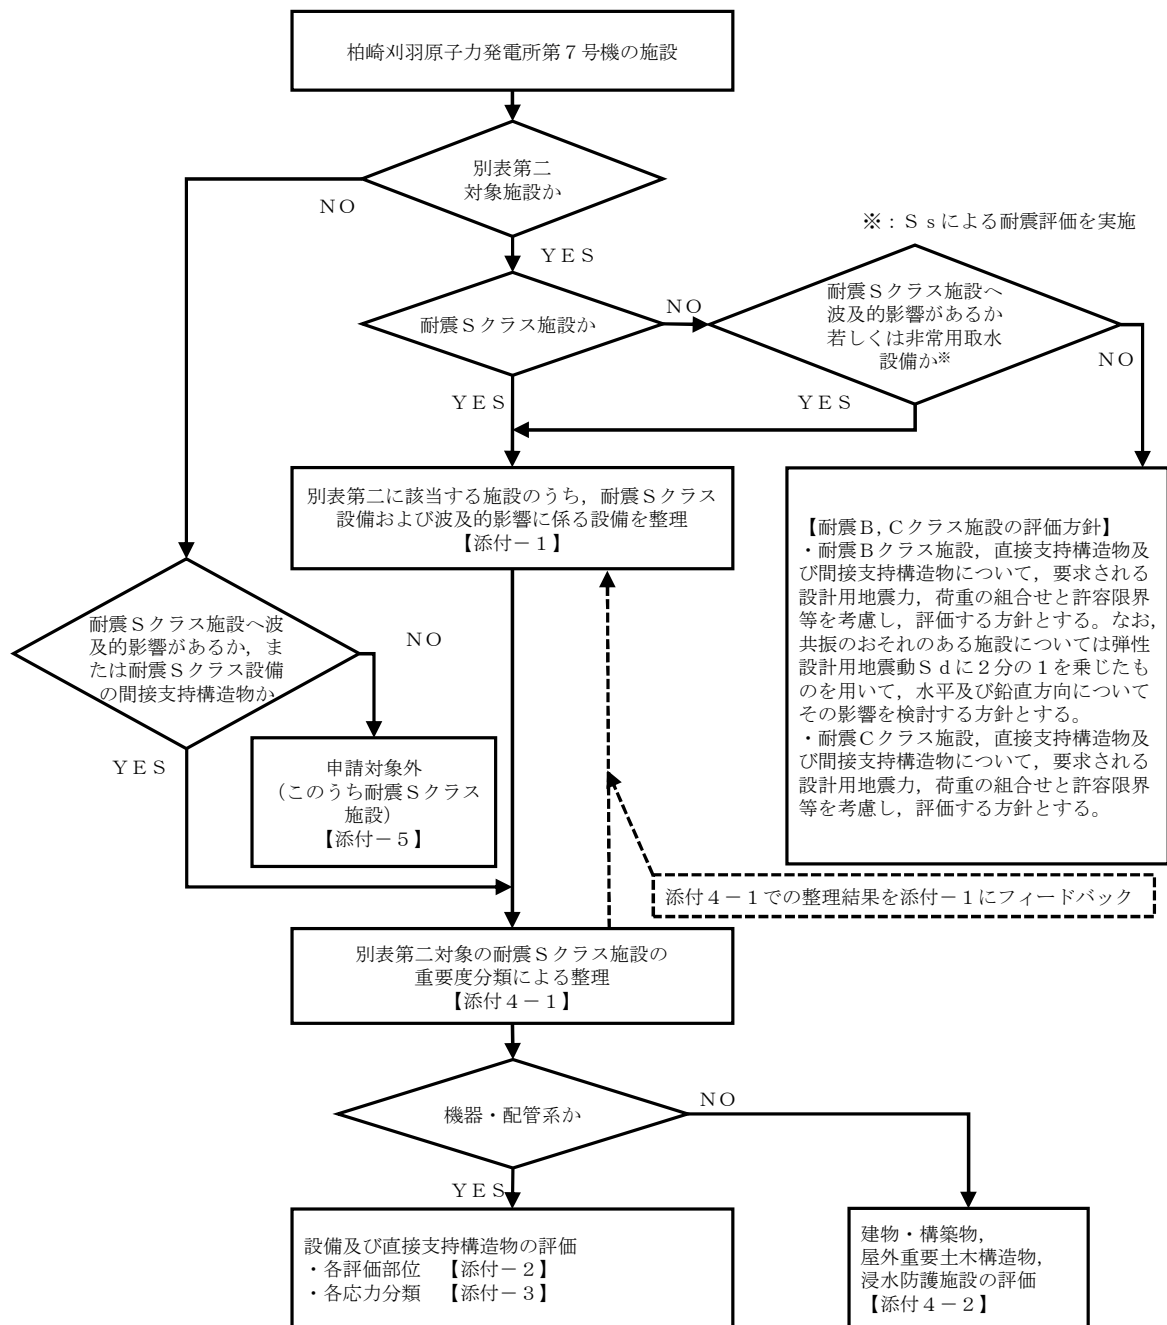 柏崎刈羽原子力発電所第７号機の施設
別表第二
対象施設か
ＮＯ
ＹＥＳ
※：Ｓｓによる耐震評価を実施
耐震Ｓクラス施設か
ＮＯ
耐震Ｓクラス施設へ
波及的影響があるか
若しくは非常用取水
設備か※
ＮＯ
ＹＥＳ
ＹＥＳ
別表第二に該当する施設のうち，耐震Ｓクラス
設備および波及的影響に係る設備を整理
【添付－１】
【耐震Ｂ，Ｃクラス施設の評価方針】
・耐震Ｂクラス施設，直接支持構造物及
び間接支持構造物について，要求される
設計用地震力，荷重の組合せと許容限界
等を考慮し，評価する方針とする。なお，
共振のおそれのある施設については弾性
設計用地震動Ｓｄに２分の１を乗じたも
のを用いて，水平及び鉛直方向について
その影響を検討する方針とする。
・耐震Ｃクラス施設，直接支持構造物及
び間接支持構造物について，要求される
設計用地震力，荷重の組合せと許容限界
等を考慮し，評価する方針とする。
耐震Ｓクラス施設へ波
及的影響があるか，ま
たは耐震Ｓクラス設備
の間接支持構造物か
ＮＯ
ＹＥＳ
申請対象外
（このうち耐震Ｓクラス
施設）
【添付－５】
添付４－１での整理結果を添付－１にフィードバック
別表第二対象の耐震Ｓクラス施設の
重要度分類による整理
【添付４－１】
機器・配管系か
ＮＯ
ＹＥＳ
設備及び直接支持構造物の評価
・各評価部位　【添付－２】
・各応力分類　【添付－３】
建物・構築物，
屋外重要土木構造物，
浸水防護施設の評価
【添付４－２】